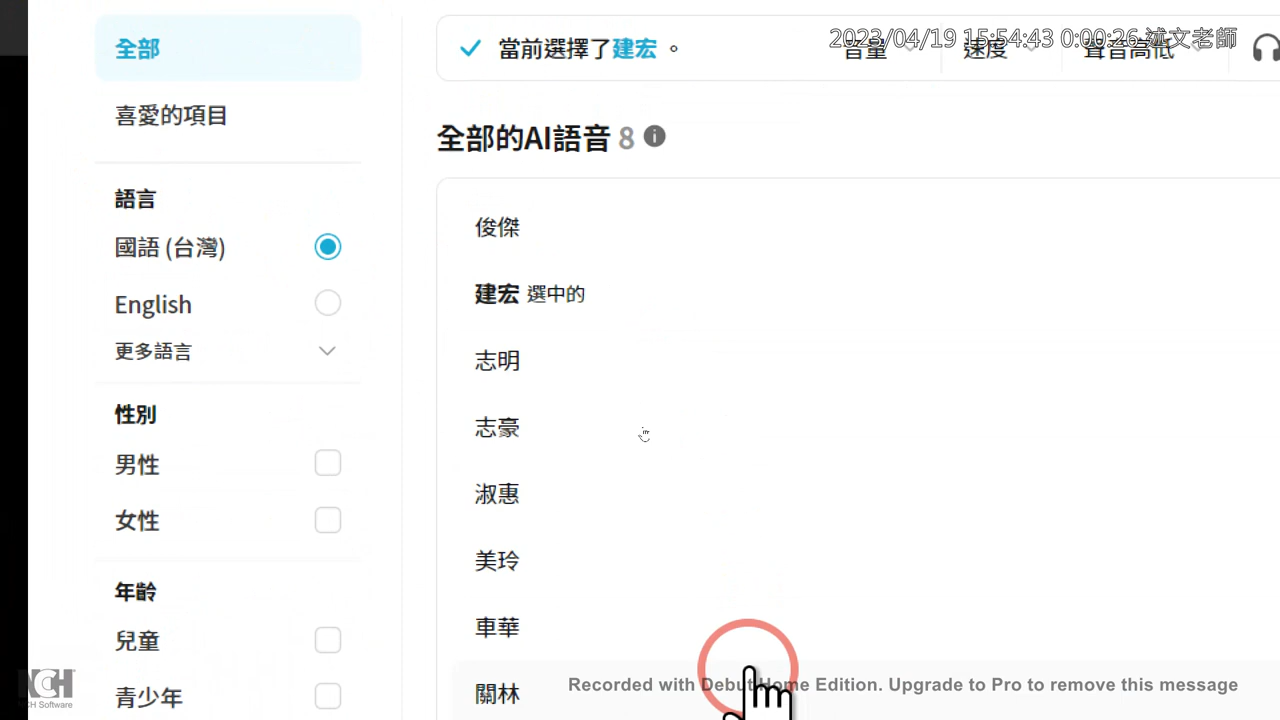 全部
喜愛的項目
語言
國語 (台灣)
English
更多語言
性別
男性
女性
年齡
兒童
青少年
當前選擇了建宏。
音量
速度
聲音高低
2023/04/19 15:54:43 0:00:26 述文老師
全部的AI語音 8
俊傑
建宏 選中的
志明
志豪
淑惠
美玲
車華
關林
NCH
NCH Software
Recorded with Debut Home Edition. Upgrade to Pro to remove this message